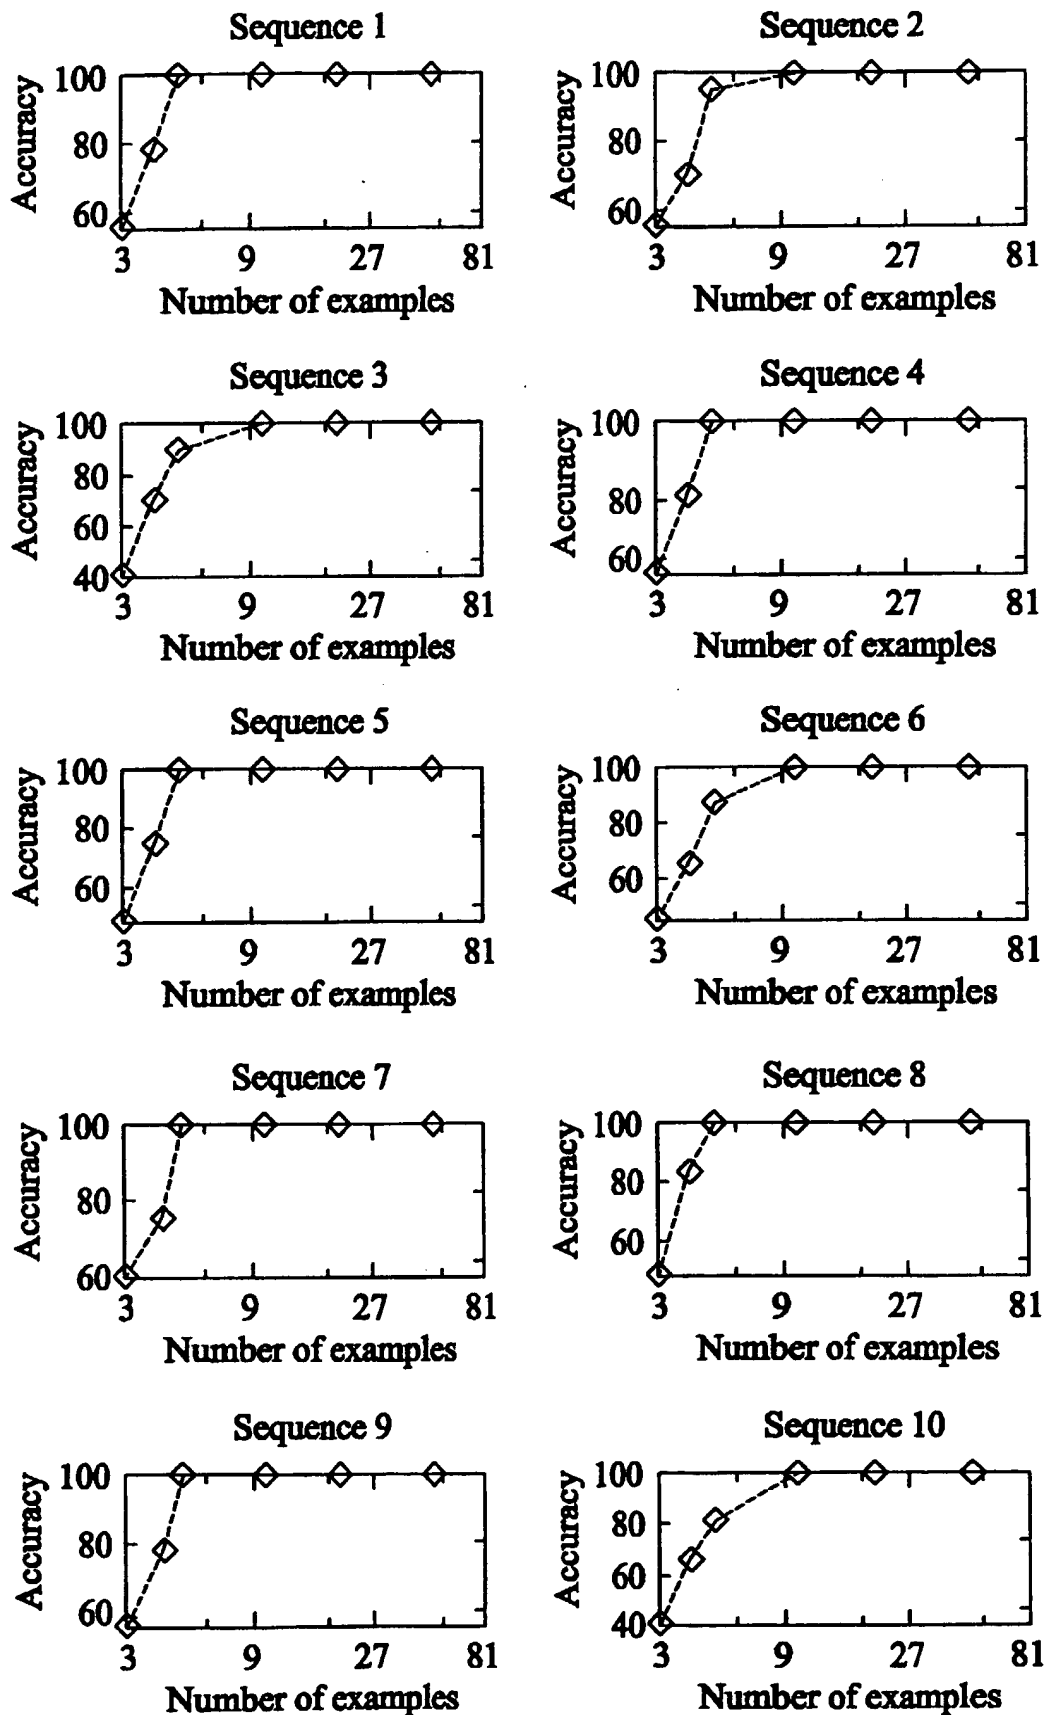 Sequence 1
Accuracy
100
80
60
3 9 27 81
Number of examples
Sequence 2
Accuracy
100
80
60
3 9 27 81
Number of examples
Sequence 3
Accuracy
100
80
60
40
3 9 27 81
Number of examples
Sequence 4
Accuracy
100
80
60
3 9 27 81
Number of examples
Sequence 5
Accuracy
100
80
60
3 9 27 81
Number of examples
Sequence 6
Accuracy
100
80
60
3 9 27 81
Number of examples
Sequence 7
Accuracy
100
80
60
3 9 27 81
Number of examples
Sequence 8
Accuracy
100
80
60
3 9 27 81
Number of examples
Sequence 9
Accuracy
100
80
60
3 9 27 81
Number of examples
Sequence 10
Accuracy
100
80
60
40
3 9 27 81
Number of examples